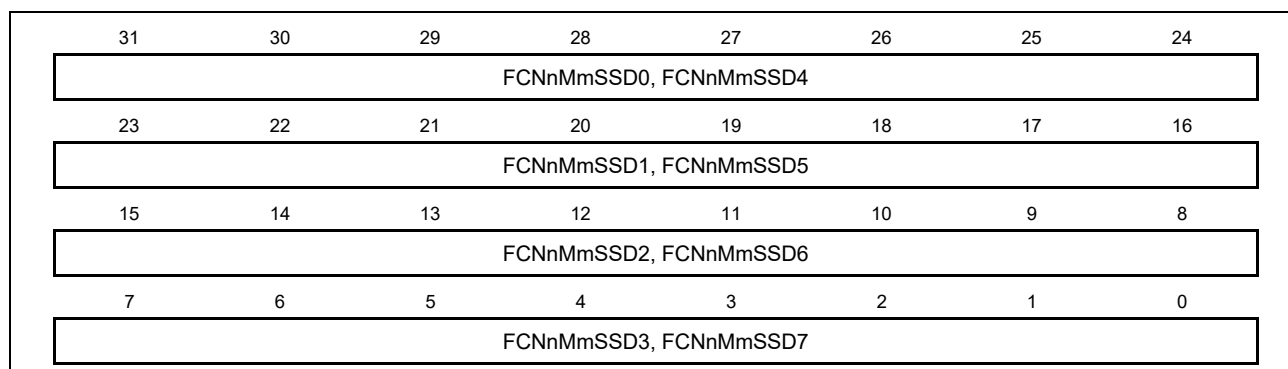 31 30 29 28 27 26 25 24
FCNnMmSSD0, FCNnMmSSD4
23 22 21 20 19 18 17 16
FCNnMmSSD1, FCNnMmSSD5
15 14 13 12 11 10 9 8
FCNnMmSSD2, FCNnMmSSD6
7 6 5 4 3 2 1 0
FCNnMmSSD3, FCNnMmSSD7